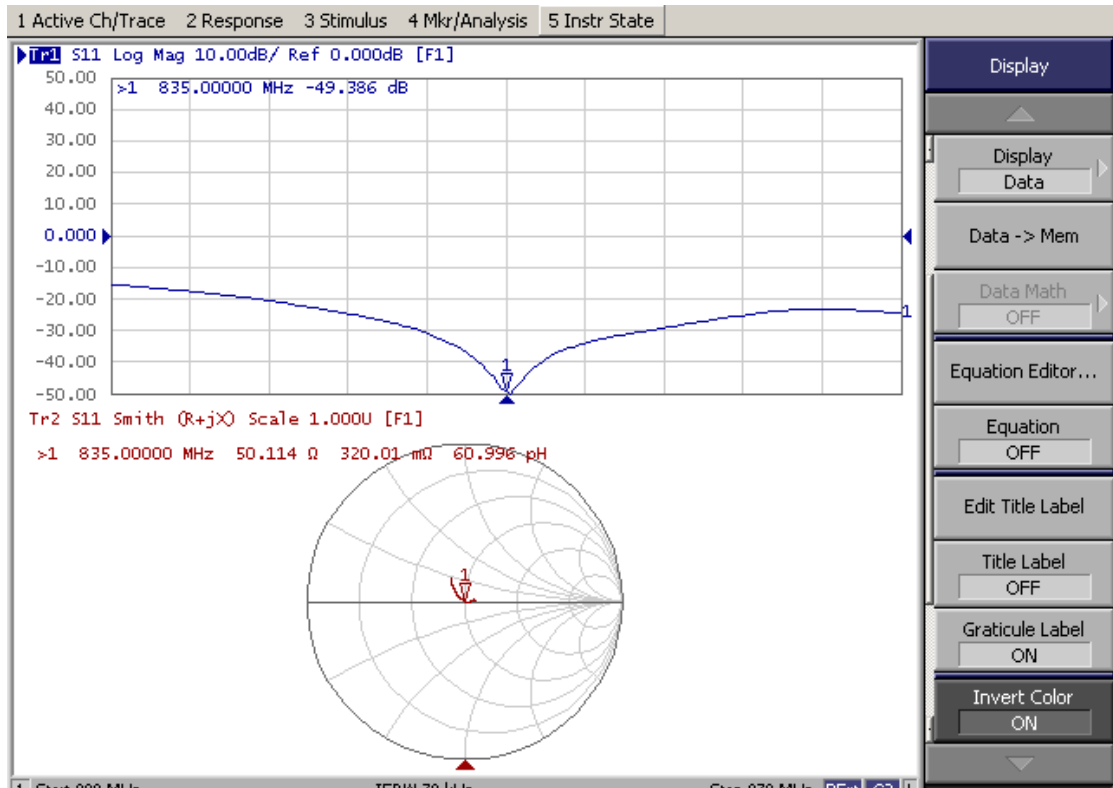 1 Active Ch/Trace 2 Response 3 Stimulus 4 Mkr/Analysis 5 Instr State
Tr1 S11 Log Mag 10.00dB/ Ref 0.000dB [F1]
50.00
>1 835.00000 MHz -49.386 dB
40.00
30.00
20.00
10.00
0.000
-10.00
-20.00
-30.00
-40.00
-50.00
1
1
Tr2 S11 Smith (R+jX) Scale 1.000U [F1]
>1 835.00000 MHz 50.114 Ω 320.01 mΩ 60.996 pH
1
Display
Display
Data
Data -> Mem
Data Math
OFF
Equation Editor...
Equation
OFF
Edit Title Label
Title Label
OFF
Graticule Label
ON
Invert Color
ON